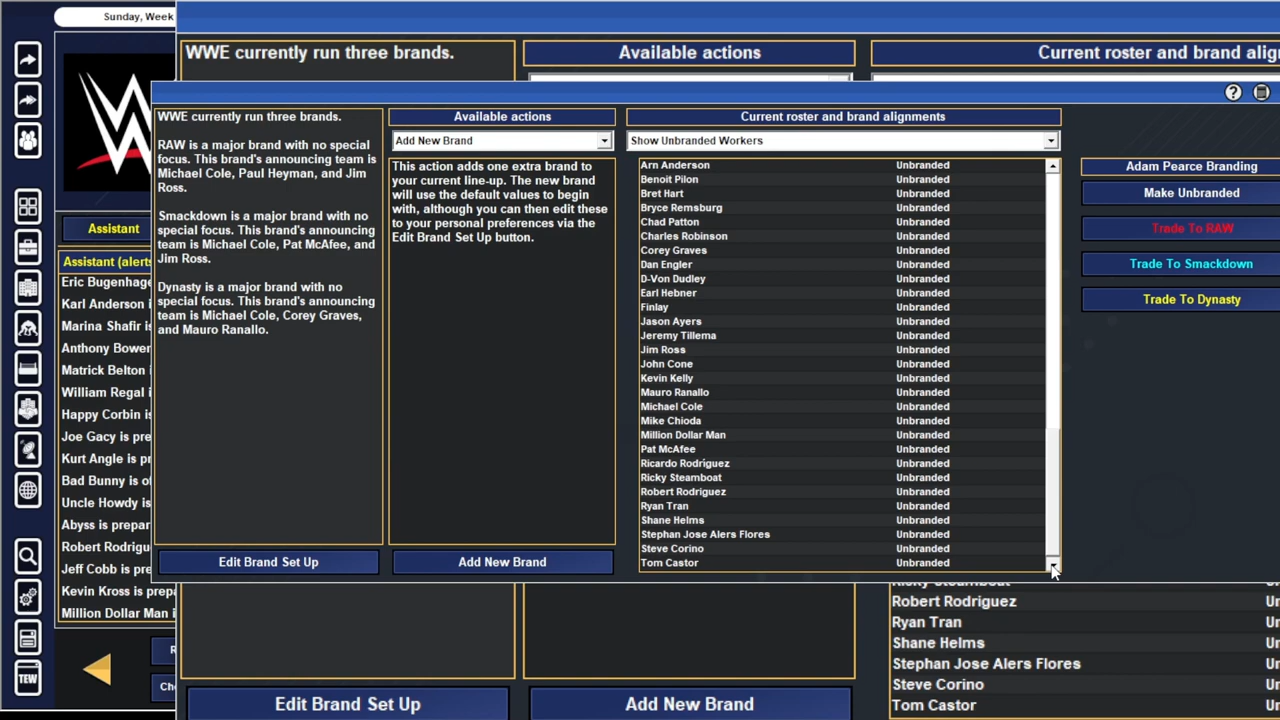 Sunday, Week
WWE currently run three brands.
Available actions
Current roster and brand alig
WWE currently run three brands.
RAW is a major brand with no special
focus. This brand's announcing team is
Michael Cole, Paul Heyman, and Jim
Ross.
Smackdown is a major brand with no
special focus. This brand's announcing
team is Michael Cole, Pat McAfee, and
Jim Ross.
Dynasty is a major brand with no
special focus. This brand's announcing
team is Michael Cole, Corey Graves,
and Mauro Ranallo.
Edit Brand Set Up
Available actions
Add New Brand
This action adds one extra brand to
your current line-up. The new brand
will use the default values to begin
with, although you can then edit these
to your personal preferences via the
Edit Brand Set Up button.
Add New Brand
Current roster and brand alignments
Show Unbranded Workers
Arn Anderson Unbranded
Benoit Pilon Unbranded
Bret Hart Unbranded
Bryce Remsburg Unbranded
Chad Patton Unbranded
Charles Robinson Unbranded
Corey Graves Unbranded
Dan Engler Unbranded
D-Von Dudley Unbranded
Earl Hebner Unbranded
Finlay Unbranded
Jason Ayers Unbranded
Jeremy Tillema Unbranded
Jim Ross Unbranded
John Cone Unbranded
Kevin Kelly Unbranded
Mauro Ranallo Unbranded
Michael Cole Unbranded
Mike Chioda Unbranded
Million Dollar Man Unbranded
Pat McAfee Unbranded
Ricardo Rodríguez Unbranded
Ricky Steamboat Unbranded
Robert Rodriguez Unbranded
Ryan Tran Unbranded
Shane Helms Unbranded
Stephan Jose Alers Flores Unbranded
Steve Corino Unbranded
Tom Castor Unbranded
Adam Pearce Branding
Make Unbranded
Trade To RAW
Trade To Smackdown
Trade To Dynasty
Assistant
Assistant (alerts
Eric Bugenhage
Karl Anderson i
Marina Shafir is
Anthony Bower
Matrick Belton i
William Regal i
Happy Corbin is
Joe Gacy is pre
Kurt Angle is pr
Bad Bunny is o
Uncle Howdy is
Abyss is prepar
Robert Rodrigu
Jeff Cobb is pre
Kevin Kross is prepa
Million Dollar Man i
R
Che
TEW
Edit Brand Set Up
Add New Brand
Ricky Steamboat
Robert Rodriguez Un
Ryan Tran Un
Shane Helms Un
Stephan Jose Alers Flores Un
Steve Corino Un
Tom Castor Un